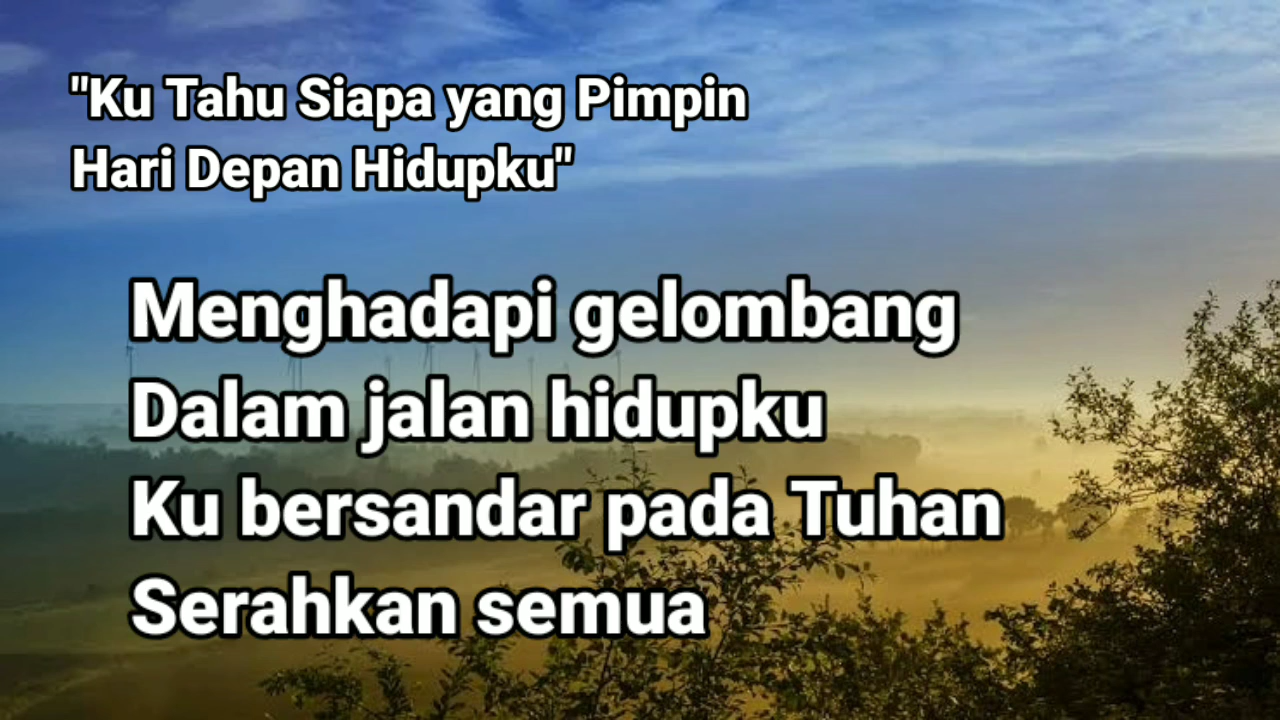 "Ku Tahu Siapa yang Pimpin
Hari Depan Hidupku"
Menghadapi gelombang
Dalam jalan hidupku
Ku bersandar pada Tuhan
Serahkan semua